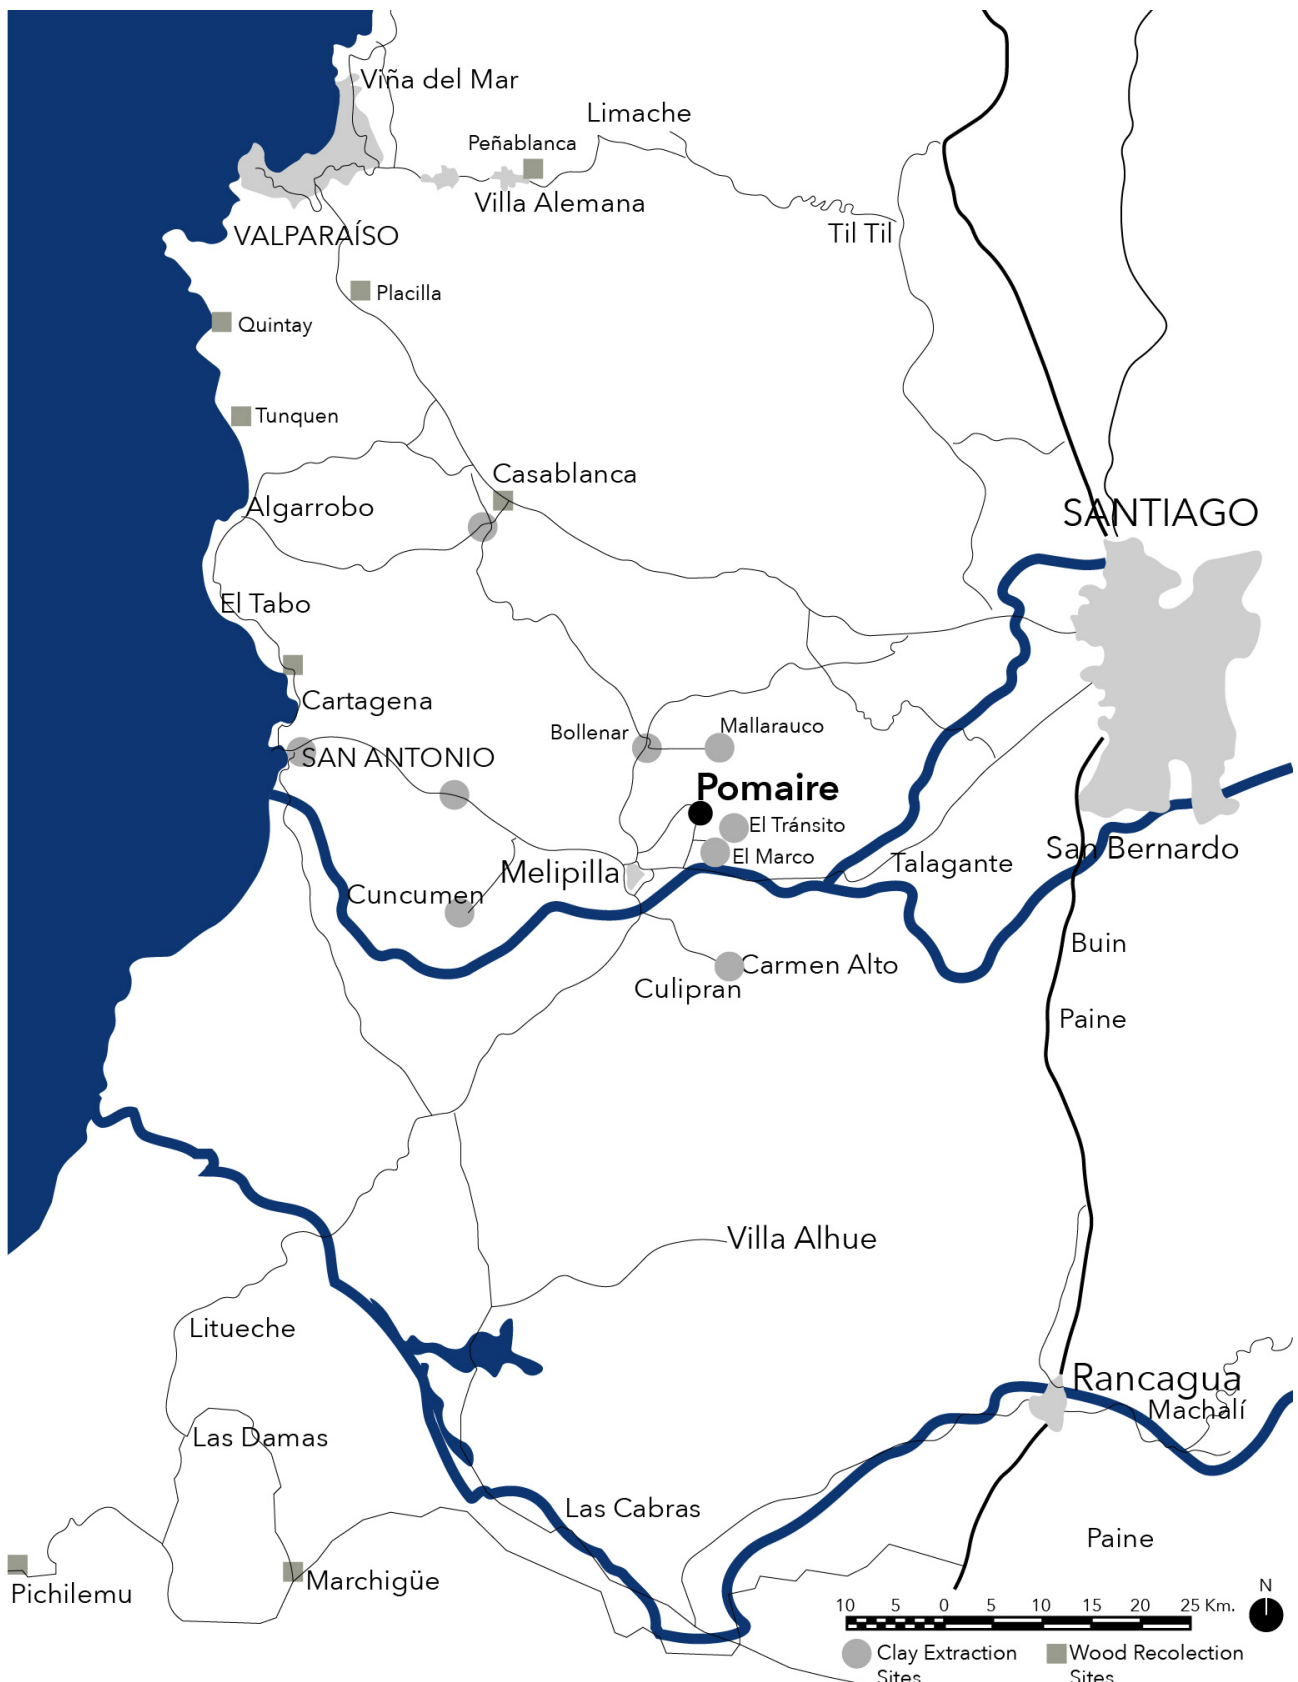 Viña del Mar
Limache
Peñablanca
Villa Alemana
Til Til
VALPARAÍSO
Placilla
Quintay
Tunquen
Casablanca
Algarrobo
SANTIAGO
El Tabo
Cartagena
Bollenar
Mallarauco
SAN ANTONIO
Pomaire
El Tránsito
El Marco
San Bernardo
Talagante
Melipilla
Cuncumen
Buin
Carmen Alto
Culipran
Paine
Villa Alhue
Litueche
Rancagua
Machalí
Las Damas
Las Cabras
Paine
Marchigüe
Pichilemu
N
10 5 0 5 10 15 20 25 Km.
Clay Extraction
Sites
Wood Recolection
Sites